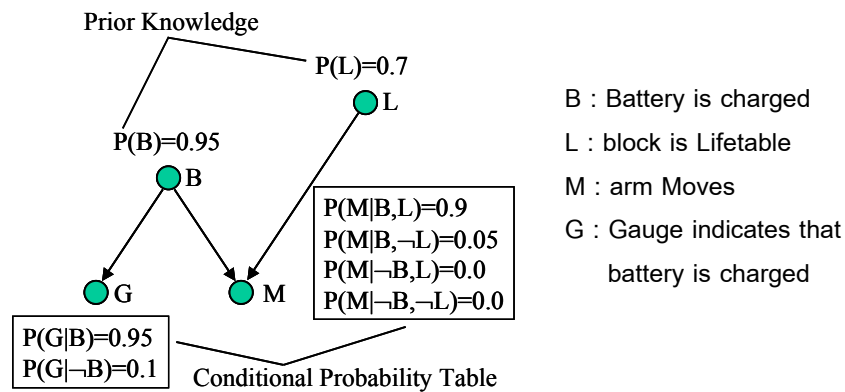 Prior Knowledge
P(L)=0.7
L
P(B)=0.95
B
P(M|B,L)=0.9
P(M|B,¬L)=0.05
P(M|¬B,L)=0.0
P(M|¬B,¬L)=0.0
G
M
P(G|B)=0.95
P(G|¬B)=0.1
Conditional Probability Table
B : Battery is charged
L : block is Lifetable
M : arm Moves
G : Gauge indicates that
battery is charged